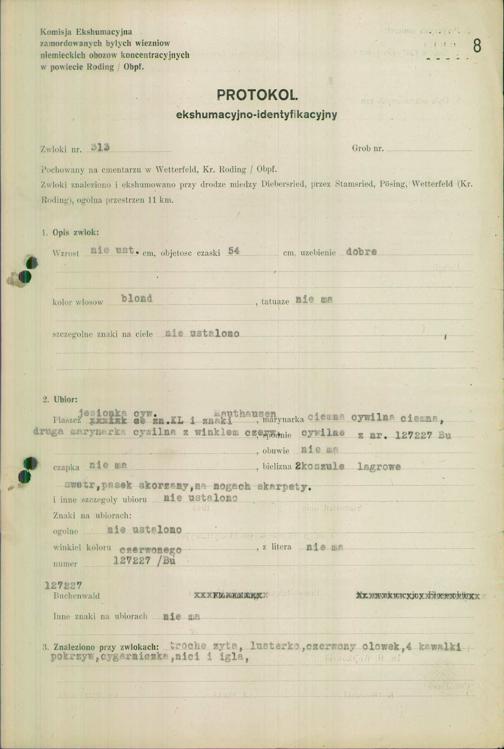 Komisja Ekshumacyjna
zamordowanych byłych wiezniow
niemieckich obozow koncentracyjnych
w powiecie Roding / Obpf.
8
PROTOKOL
ekshumacyjno-identyfikacyjny
Zwloki nr. 313 Grob nr.
Pochowany na cmentarzu w Wetterfeld, Kr. Roding / Obpf.
Zwloki znaleziono i ekshumowano przy drodze miedzy Diebersried, przez Stamsried, Pösing, Wetterfeld (Kr.
Roding), ogolna przestrzen 11 km.
1. Opis zwlok:
Wzrost nie ust. cm, objetosc czaski 54 cm, uzebienie dobre
kolor wlosow blond , tatuaze nie ma
szczegolne znaki na ciele nie ustalono
2. Ubior:
jesionka cyw. Mauthausen
Plaszcz zn.KL i znaki , marynarka ciemna cywilna ciemna,
druga marynarka cywilna z winklem czerw. spodnie cywilne z nr. 127227 Bu
, obuwie nie ma
czapka nie ma , bielizna 2koszule lagrowe
swetr,pasek skorzany,na nogach skarpety.
i inne szczegoly ubioru nie ustalono
Znaki na ubiorach:
ogolne nie ustalono
winkiel koloru czerwonego , z litera nie ma
numer 127227 /Bu
127227
Buchenwald
Inne znaki na ubiorach nie ma
3. Znaleziono przy zwlokach: troche zyta, lusterko,czerwony olowek,4 kawalki
pokrzyw,cygarniczka,nici i igla,